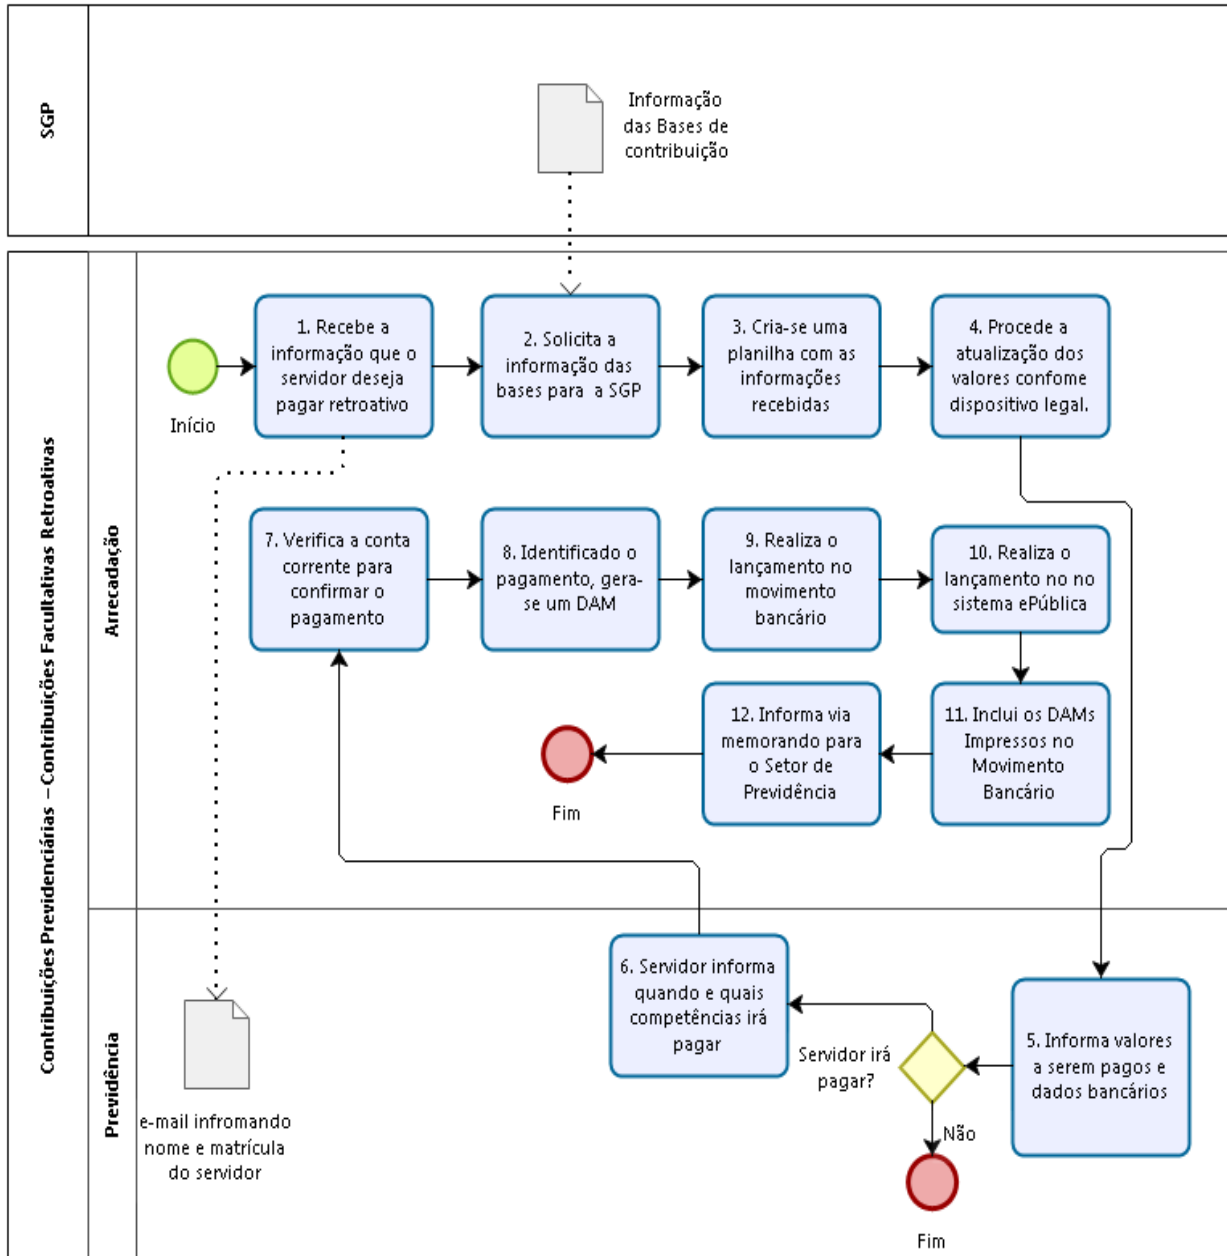 SGP
Informação
das Bases de
contribuição
Contribuições Previdenciárias – Contribuições Facultativas Retroativas
Arrecadação
Início
1. Recebe a
informação que o
servidor deseja
pagar retroativo
2. Solicita a
informação das
bases para a SGP
3. Cria-se uma
planilha com as
informações
recebidas
4. Procede a
atualização dos
valores confome
dispositivo legal.
7. Verifica a conta
corrente para
confirmar o
pagamento
8. Identificado o
pagamento, gera-
se um DAM
9. Realiza o
lançamento no
movimento
bancário
10. Realiza o
lançamento no no
sistema ePública
Fim
12. Informa via
memorando para
o Setor de
Previdência
11. Inclui os DAMs
Impressos no
Movimento
Bancário
Previdência
e-mail infromando
nome e matrícula
do servidor
6. Servidor informa
quando e quais
competências irá
pagar
Servidor irá
pagar?
5. Informa valores
a serem pagos e
dados bancários
Não
Fim